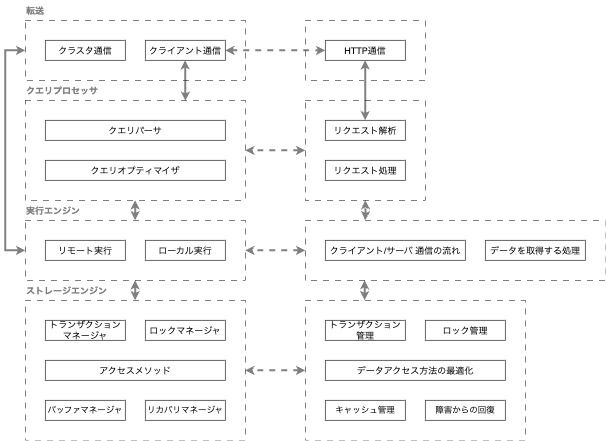 転送
クラスタ通信
クライアント通信
HTTP通信
クエリプロセッサ
クエリパーサ
リクエスト解析
クエリオプティマイザ
リクエスト処理
実行エンジン
リモート実行
ローカル実行
クライアント/サーバ 通信の流れ
データを取得する処理
ストレージエンジン
トランザクション
マネージャ
ロックマネージャ
トランザクション
管理
ロック管理
アクセスメソッド
データアクセス方法の最適化
バッファマネージャ
リカバリマネージャ
キャッシュ管理
障害からの回復